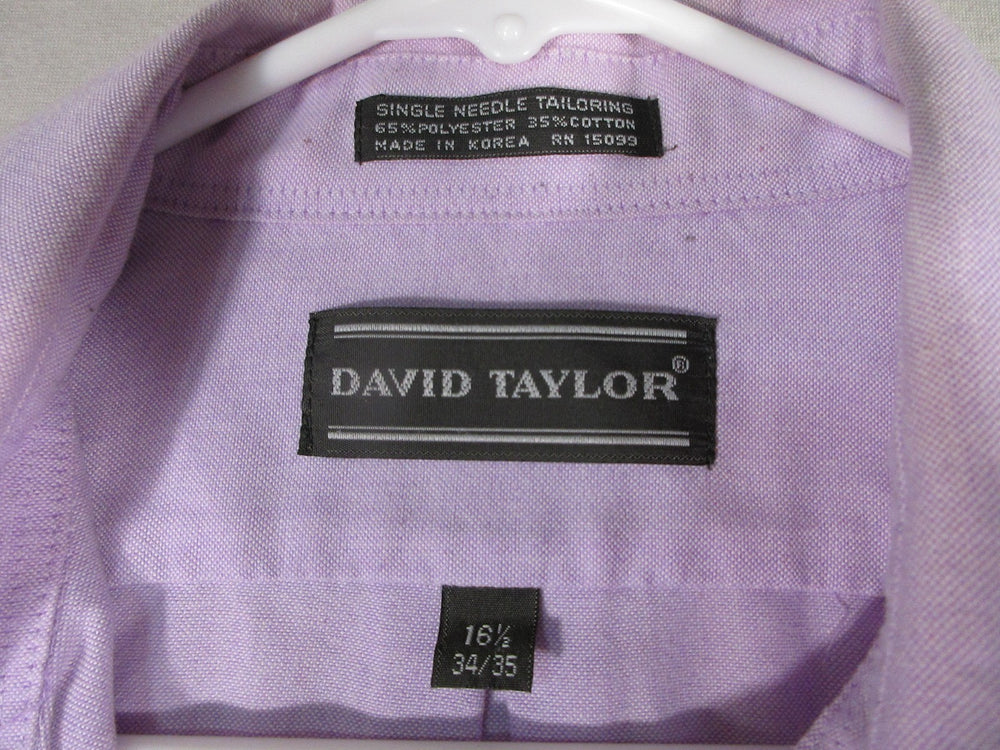 SINGLE NEEDLE TAILORING
65%POLYESTER 35%COTTON
MADE IN KOREA RN 15099
DAVID TAYLOR®
16½
34/35